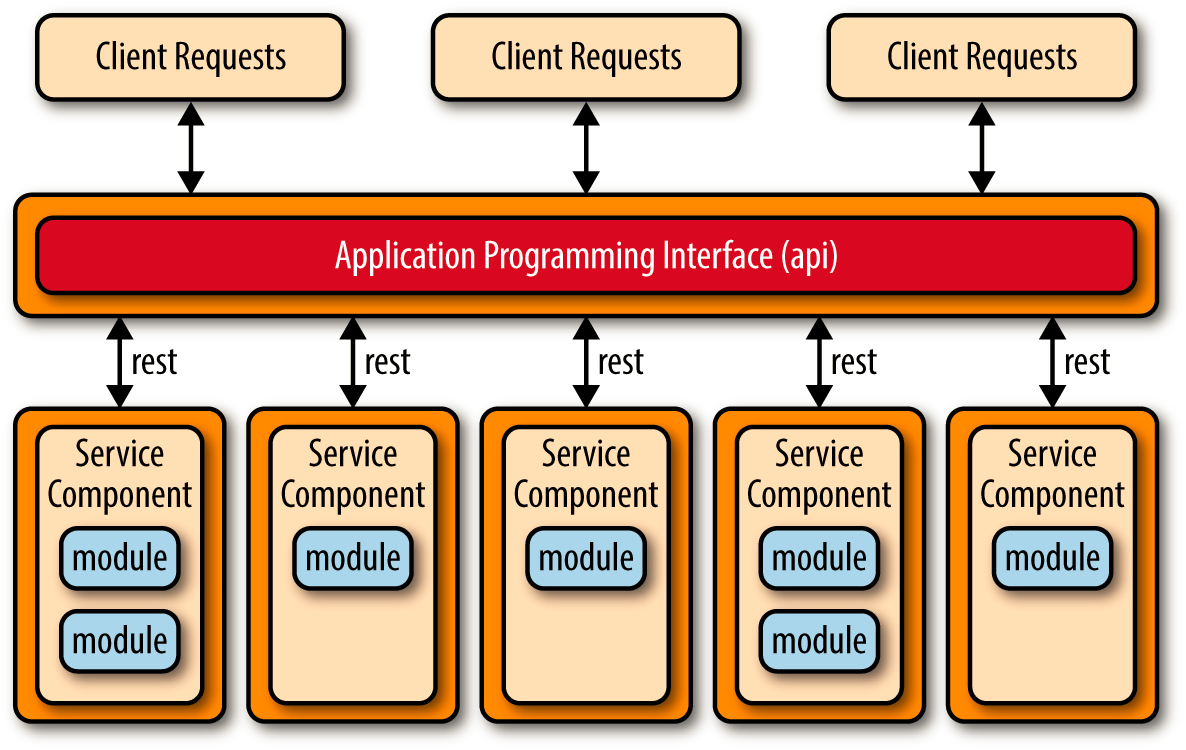 Client Requests
Client Requests
Client Requests
Application Programming Interface (api)
rest
rest
rest
rest
rest
Service
Component
module
module
Service
Component
module
Service
Component
module
Service
Component
module
module
Service
Component
module